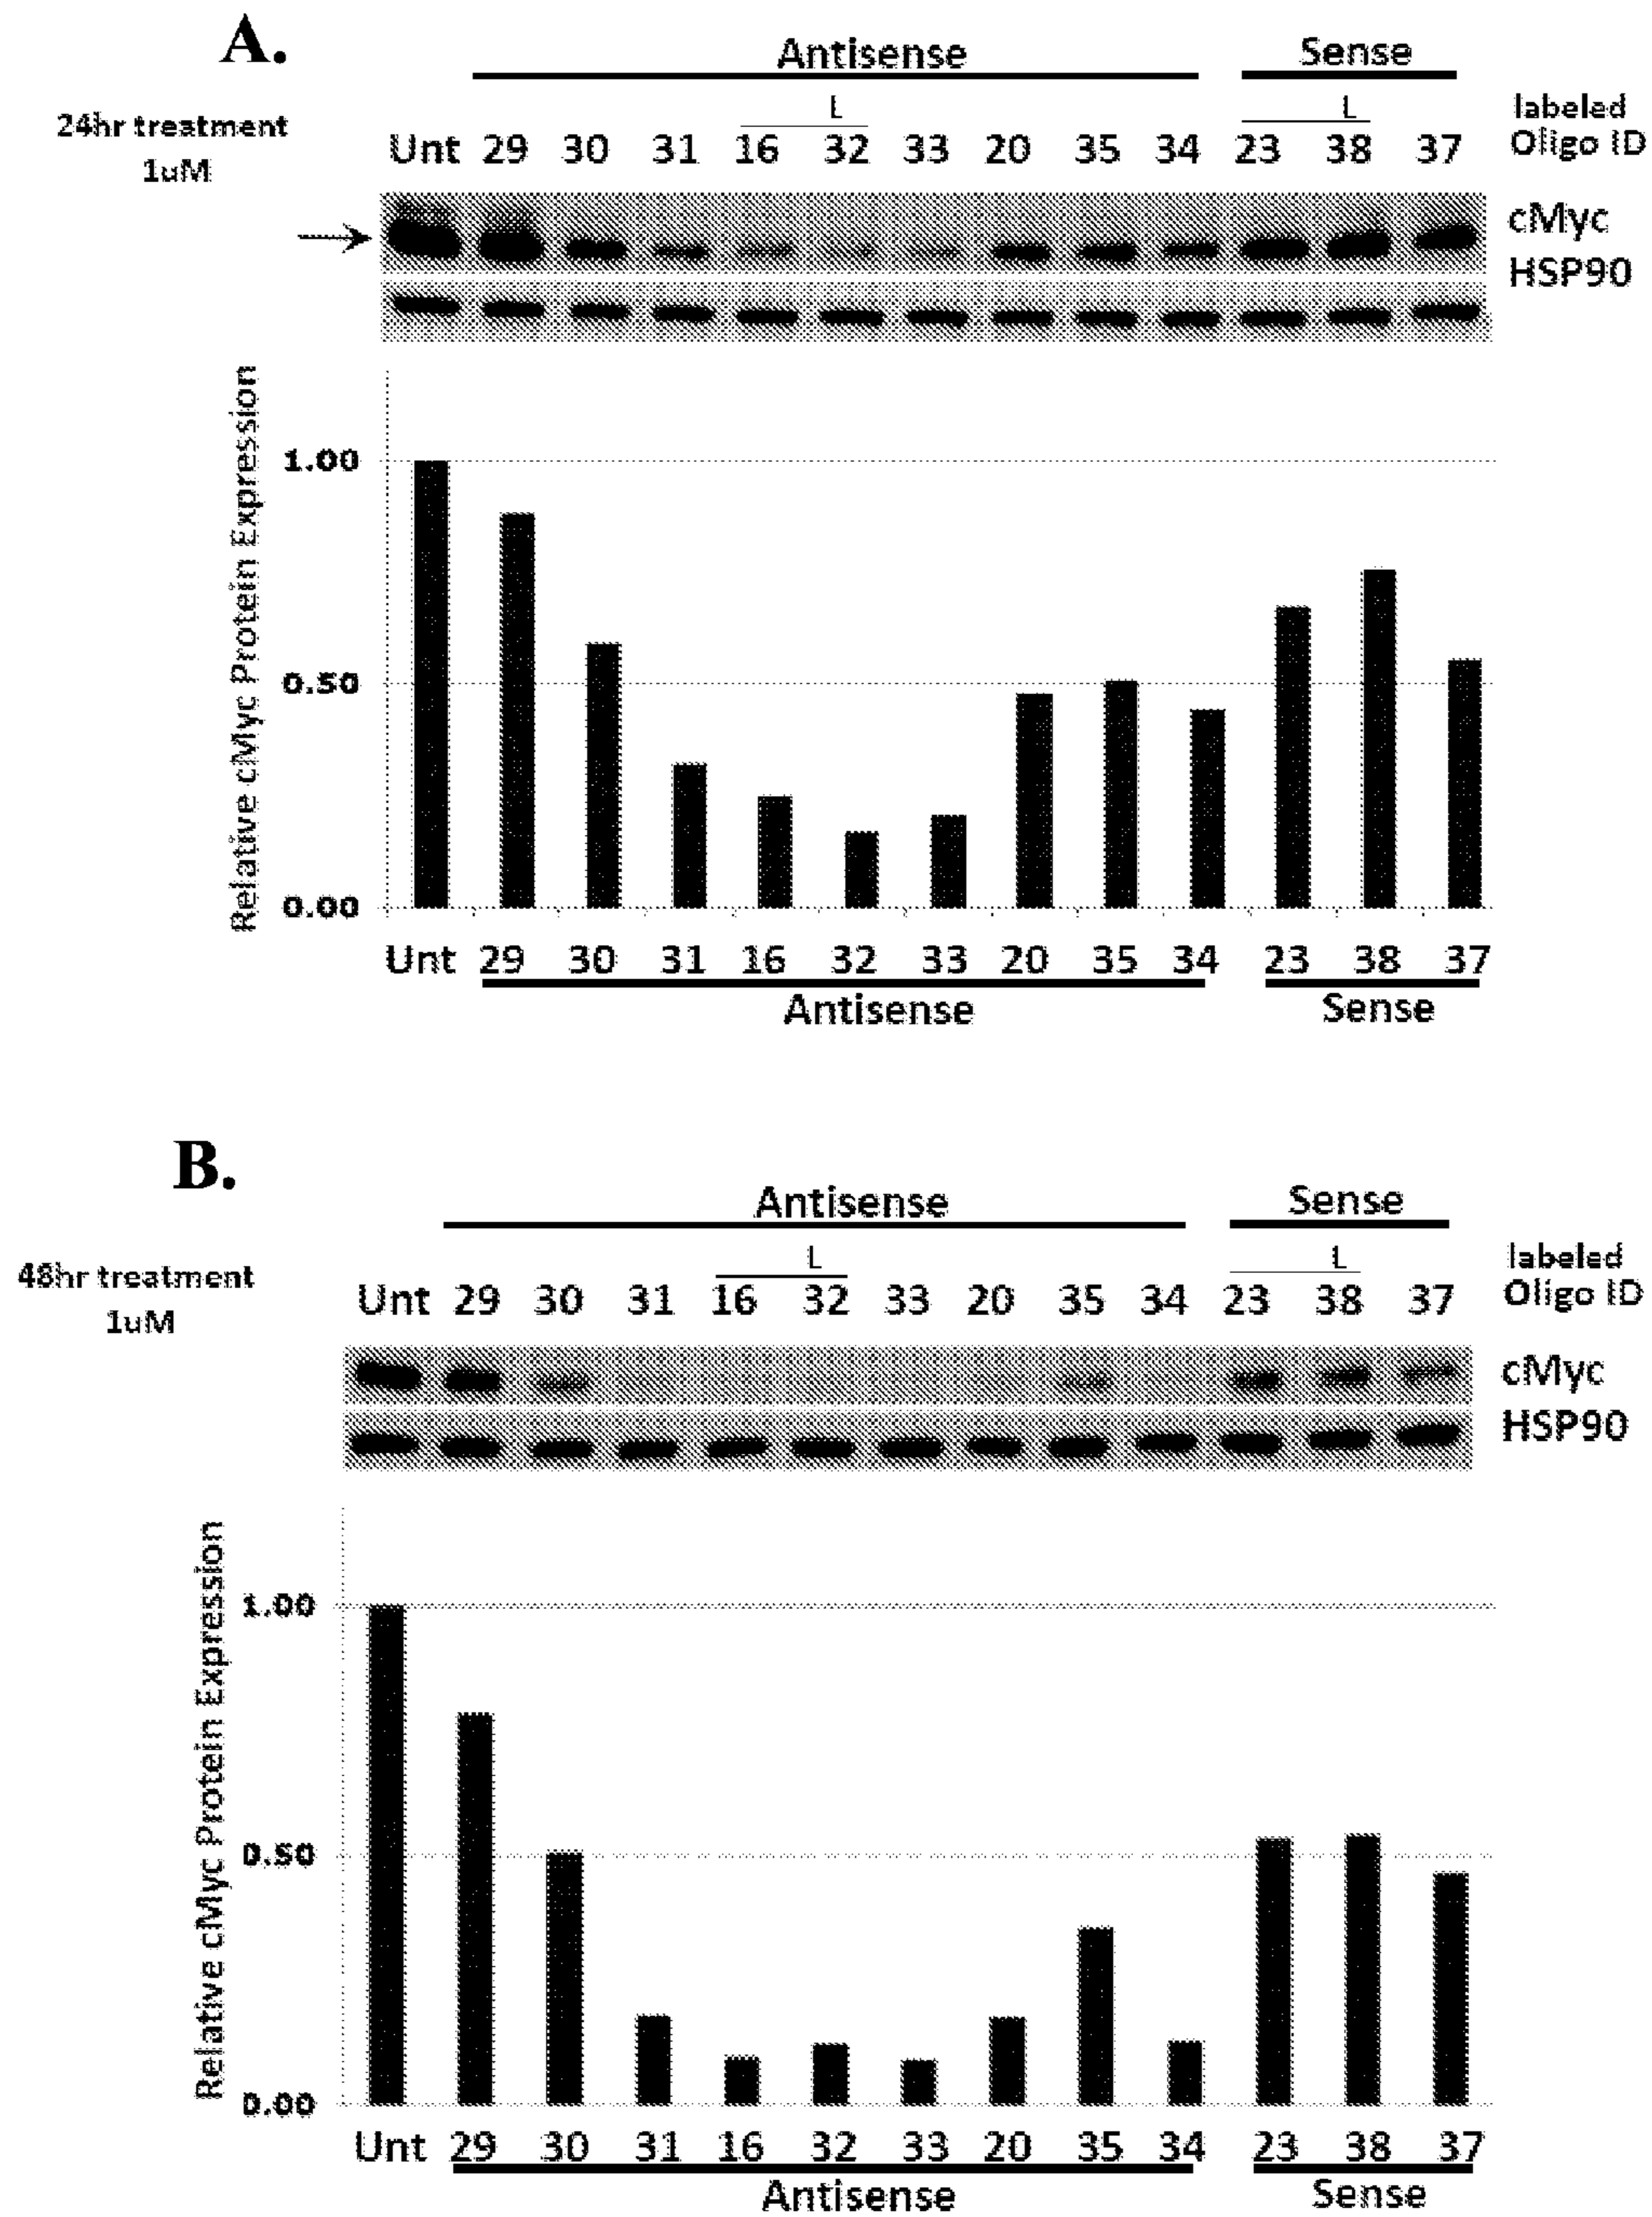 A.
Antisense Sense
L L labeled
24hr treatment Unt 29 30 31 16 32 33 20 35 34 23 38 37 Oligo ID
1uM
cMyc
HSP90
Relative cMyc Protein Expression
1.00
0.50
0.00
Unt 29 30 31 16 32 33 20 35 34 23 38 37
Antisense Sense
B.
Antisense Sense
L L labeled
48hr treatment Unt 29 30 31 16 32 33 20 35 34 23 38 37 Oligo ID
1uM
cMyc
HSP90
Relative cMyc Protein Expression
1.00
0.50
0.00
Unt 29 30 31 16 32 33 20 35 34 23 38 37
Antisense Sense